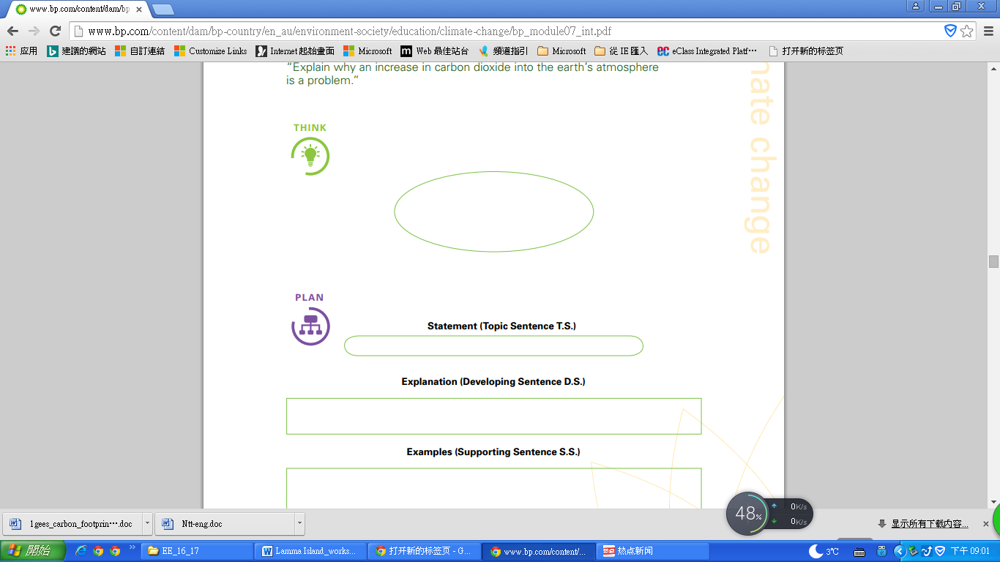 www.bp.com/content/dam/bp
www.bp.com/content/dam/bp-country/en_au/environment-society/education/climate-change/bp_module07_int.pdf
应用 建議的網站 自訂連結 Customize Links Internet 起始畫面 Microsoft Web 最佳站台 頻道指引 Microsoft 從 IE 匯入 eClass Integrated Platf… 打开新的标签页
"Explain why an increase in carbon dioxide into the earth's atmosphere
is a problem."
nate change
THINK
PLAN
Statement (Topic Sentence T.S.)
Explanation (Developing Sentence D.S.)
Examples (Supporting Sentence S.S.)
48%
0K/s
0K/s
1gees_carbon_footprin….doc Ntt-eng.doc 显示所有下载内容...
開始 EE_16_17 Lamma Island_works... 打开新的标签页 - G... www.bp.com/content/... 热点新闻 3℃ 下午 09:01